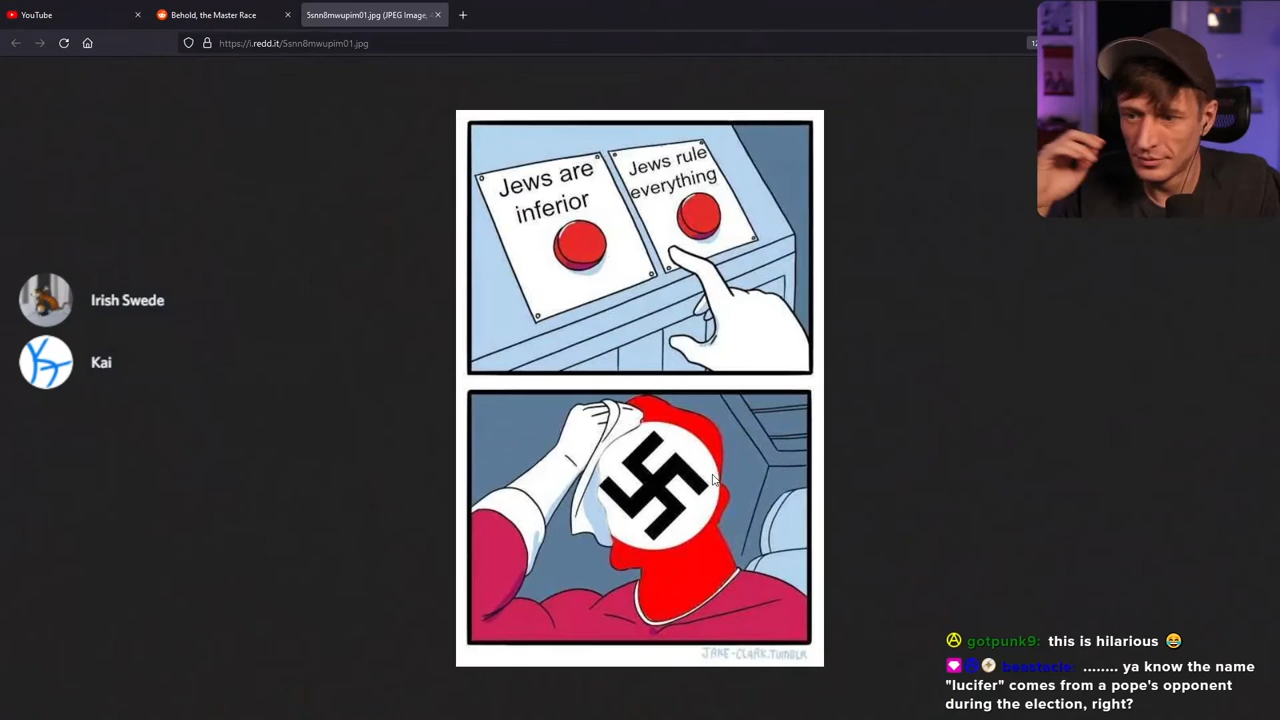 YouTube
Behold, the Master Race
5snn8mwupim01.jpg (JPEG Image,
https://i.redd.it/5snn8mwupim01.jpg
Jews are
inferior
Jews rule
everything
Irish Swede
Kai
JAKE-CLARK.TUMBLR
gotpunk9: this is hilarious 😂
beastacle: ........ ya know the name
"lucifer" comes from a pope's opponent
during the election, right?